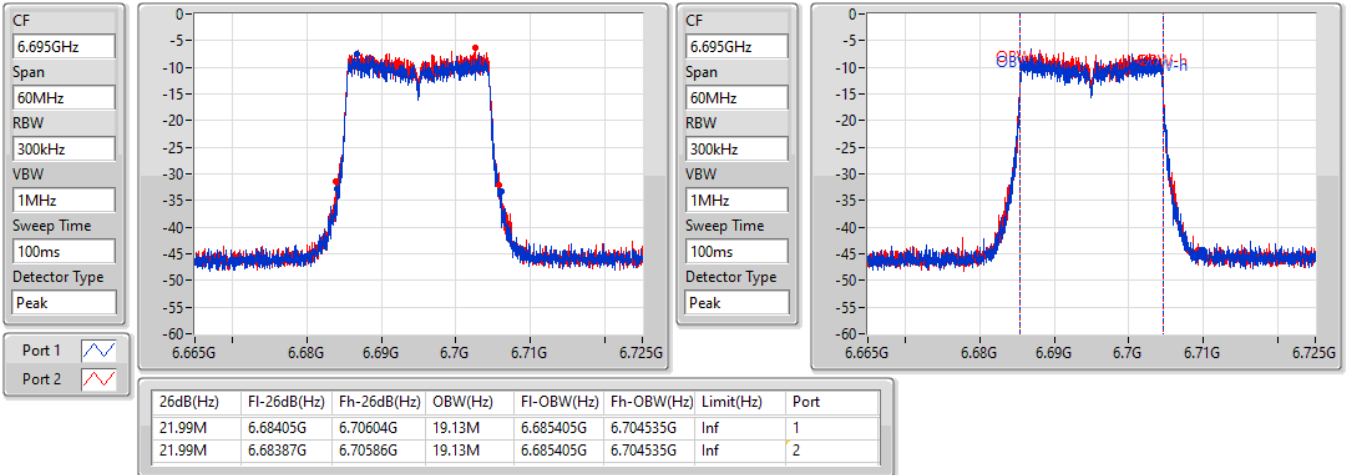 CF
6.695GHz
Span
60MHz
RBW
300kHz
VBW
1MHz
Sweep Time
100ms
Detector Type
Peak
Port 1
Port 2
0-
-5-
-10-
-15-
-20-
-25-
-30-
-35-
-40-
-45-
-50-
-55-
-60-
6.665G 6.68G 6.69G 6.7G 6.71G 6.725G
CF
6.695GHz
Span
60MHz
RBW
300kHz
VBW
1MHz
Sweep Time
100ms
Detector Type
Peak
0-
-5-
-10-
-15-
-20-
-25-
-30-
-35-
-40-
-45-
-50-
-55-
-60-
6.665G 6.68G 6.69G 6.7G 6.71G 6.725G
26dB(Hz) Fl-26dB(Hz) Fh-26dB(Hz) OBW(Hz) Fl-OBW(Hz) Fh-OBW(Hz) Limit(Hz) Port
21.99M 6.68405G 6.70604G 19.13M 6.685405G 6.704535G Inf 1
21.99M 6.68387G 6.70586G 19.13M 6.685405G 6.704535G Inf 2